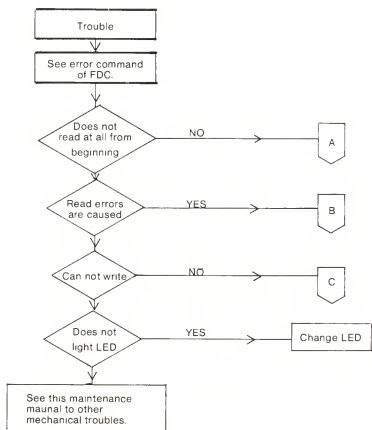 Trouble
See error command
of FDC.
Does not
read at all from
beginning
NO
A
Read errors
are caused
YES
B
Can not write
NO
C
Does not
light LED
YES
Change LED
See this maintenance
maunal to other
mechanical troubles.